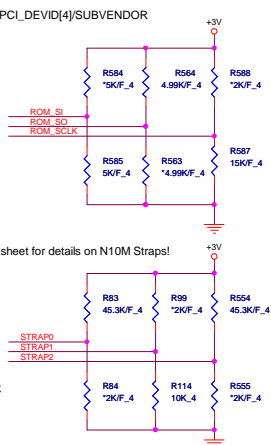 PCI_DEVID[4]/SUBVENDOR
+3V
R584
*5K/F_4
R564
4.99K/F_4
R588
*2K/F_4
ROM_SI
ROM_SO
ROM_SCLK
R585
5K/F_4
R563
*4.99K/F_4
R587
15K/F_4
sheet for details on N10M Straps!
+3V
R83
45.3K/F_4
R99
*2K/F_4
R554
45.3K/F_4
STRAP0
STRAP1
STRAP2
R84
*2K/F_4
R114
10K_4
R555
*2K/F_4